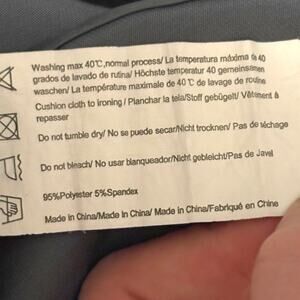 Washing max 40℃,normal process/ La temperatura máxima de 40
grados de lavado de rutina/ Höchste temperatur 40 gemeinsamen
waschen/ La température maximale de 40 ℃ de lavage de routine
Cushion cloth to ironing / Planchar la tela/Stoff gebügelt/ Vêtement à
repasser
Do not tumble dry/ No se puede secar/Nicht trocknen/ Pas de séchage
Do not bleach/ No usar blanqueador/Nicht gebleicht/Pas de Javel
95%Polyester 5%Spandex
Made in China/Made in China/Made in China/Fabriqué en Chine